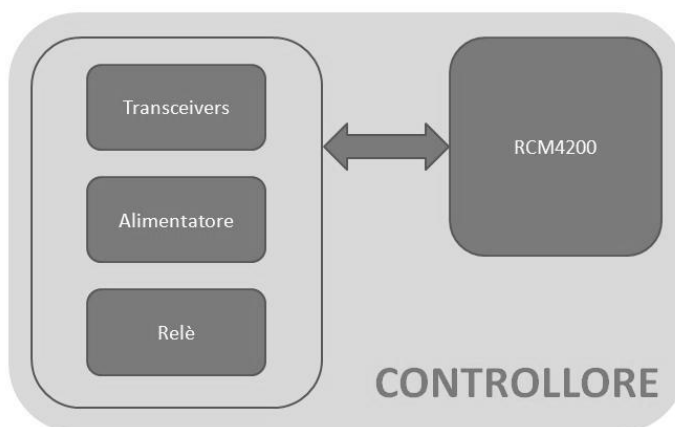 Transceivers
RCM4200
Alimentatore
Relè
CONTROLLORE